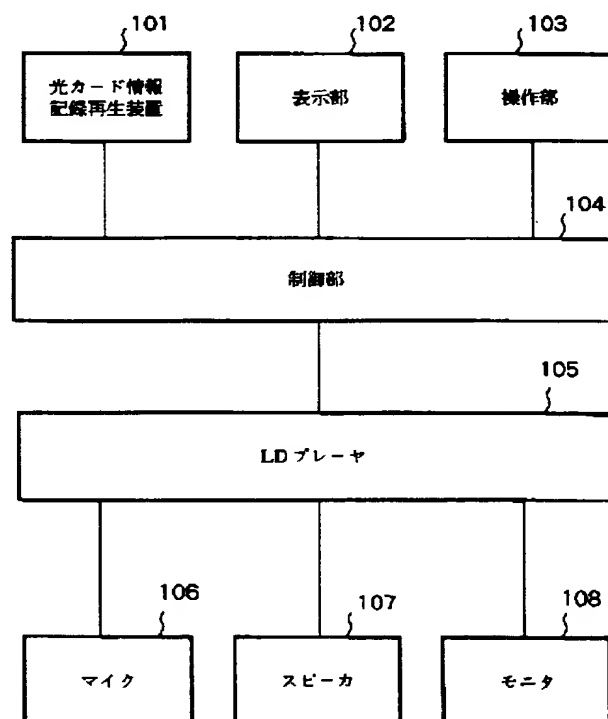 101
102
103
光カード情報
記録再生装置
表示部
操作部
104
制御部
105
LDプレーヤ
106
107
108
マイク
スピーカ
モニタ